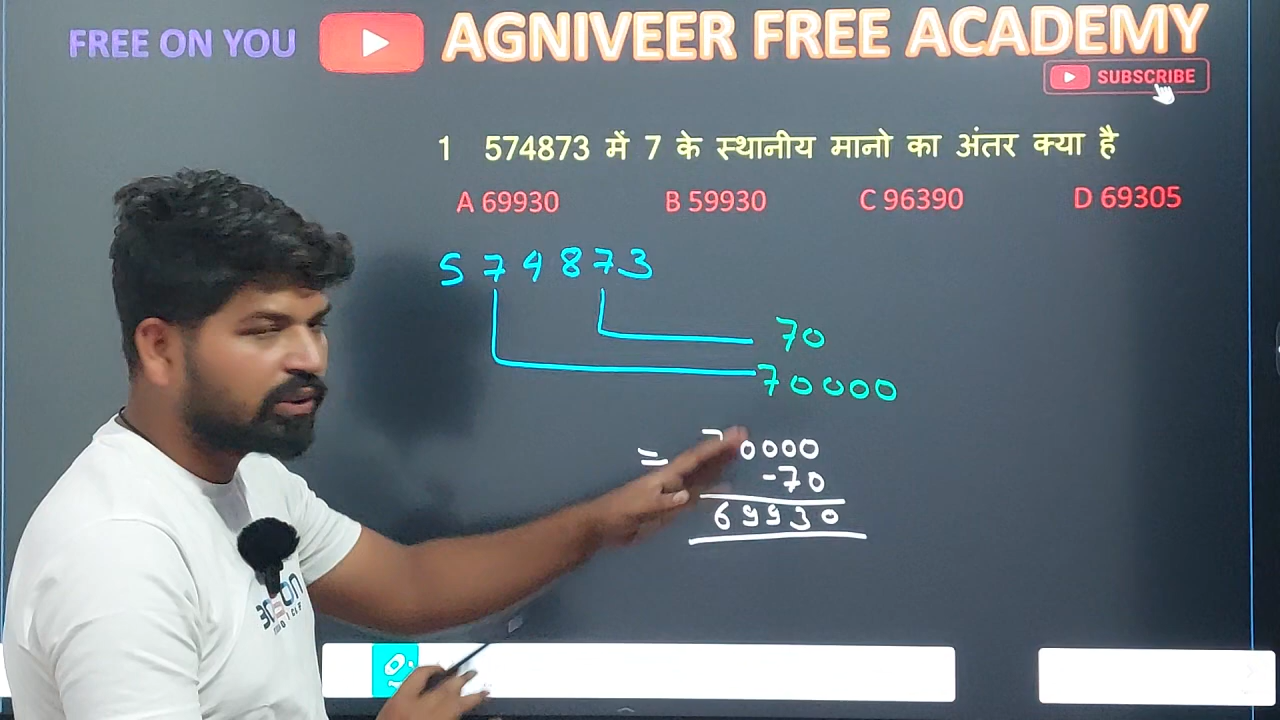 FREE ON YOU AGNIVEER FREE ACADEMY
SUBSCRIBE
1 574873 में 7 के स्थानीय मानो का अंतर क्या है
A 69930 B 59930 C 96390 D 69305
574873
70
70000
= 70000
-70
69930